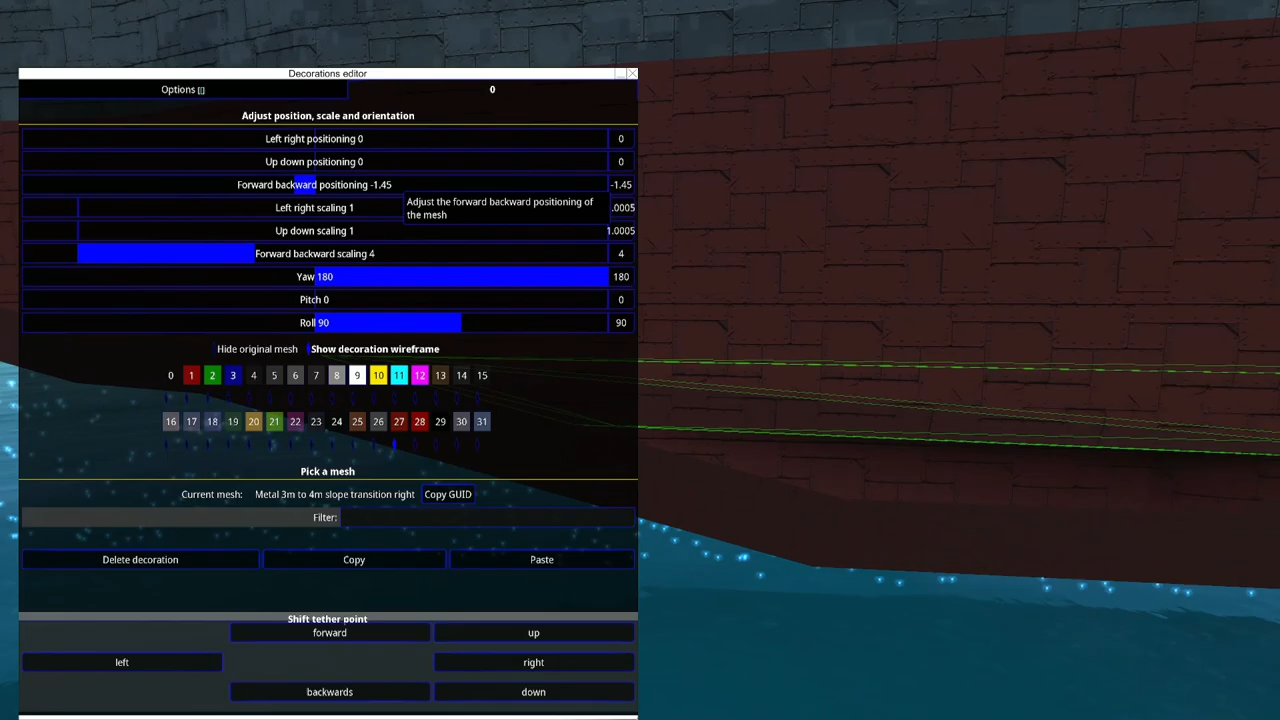 Decorations editor
Options []
0
Adjust position, scale and orientation
Left right positioning 0
0
Up down positioning 0
0
Forward backward positioning -1.45
-1.45
Adjust the forward backward positioning of
the mesh
Left right scaling 1
.0005
Up down scaling 1
1.0005
Forward backward scaling 4
4
Yaw 180
180
Pitch 0
0
Roll 90
90
Hide original mesh
Show decoration wireframe
0 1 2 3 4 5 6 7 8 9 10 11 12 13 14 15
16 17 18 19 20 21 22 23 24 25 26 27 28 29 30 31
Pick a mesh
Current mesh: Metal 3m to 4m slope transition right Copy GUID
Filter:
Delete decoration Copy Paste
Shift tether point
forward up
left right
backwards down